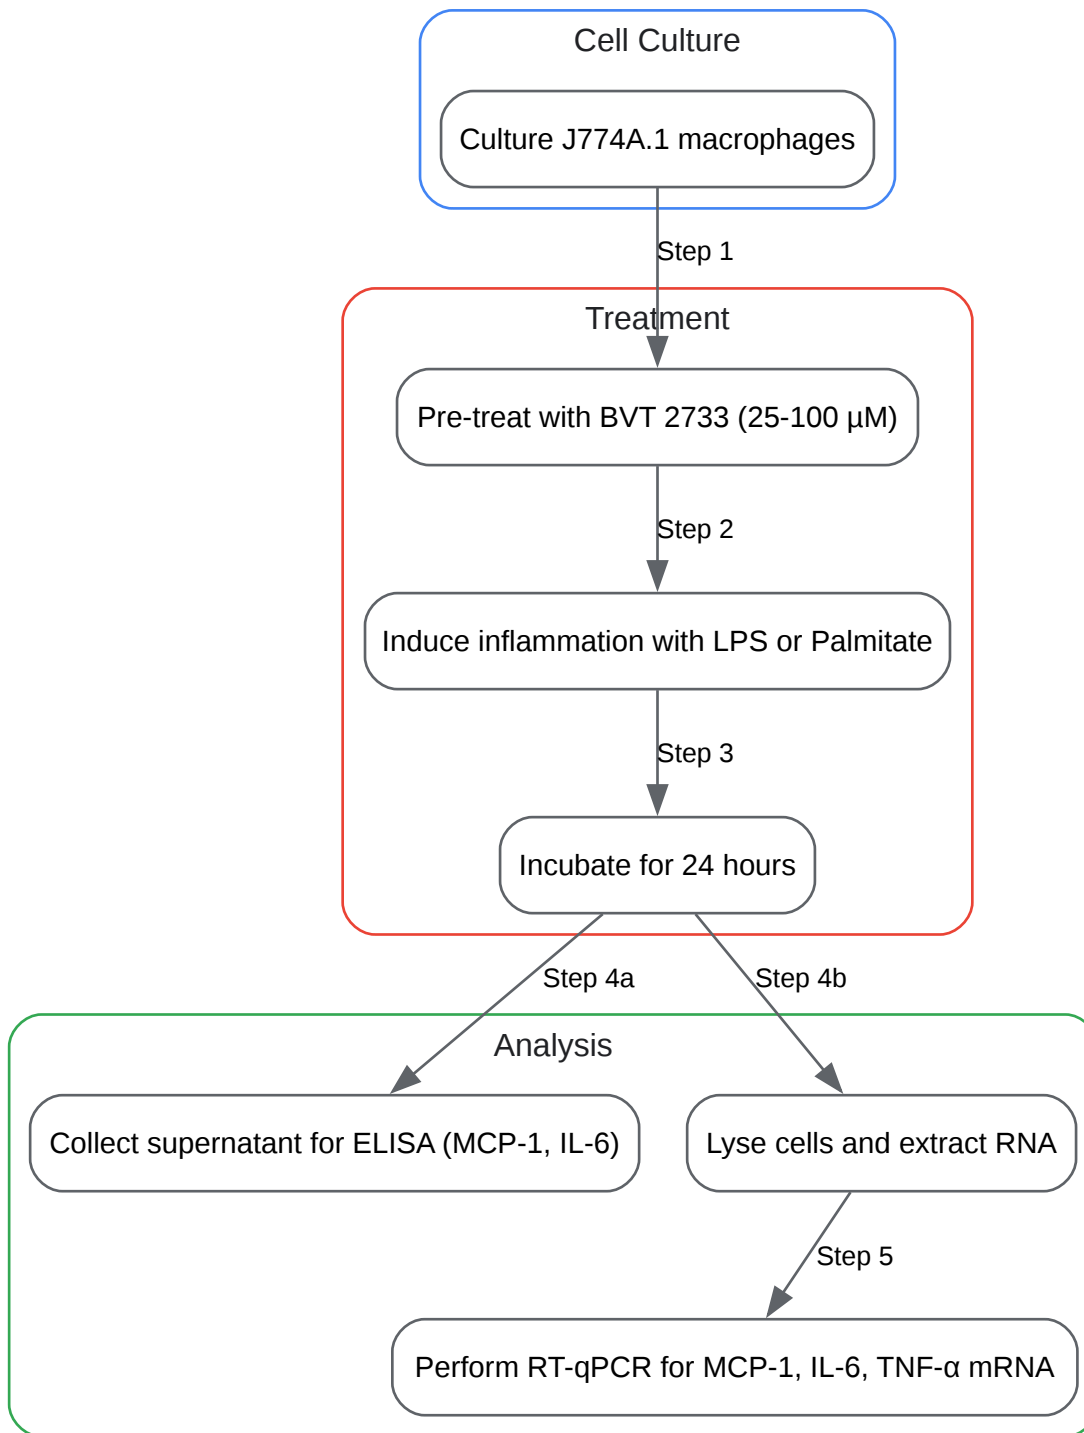 Cell Culture
Culture J774A.1 macrophages
Step 1
Treatment
Pre-treat with BVT 2733 (25-100 µM)
Step 2
Induce inflammation with LPS or Palmitate
Step 3
Incubate for 24 hours
Step 4a
Step 4b
Analysis
Collect supernatant for ELISA (MCP-1, IL-6)
Lyse cells and extract RNA
Step 5
Perform RT-qPCR for MCP-1, IL-6, TNF-α mRNA